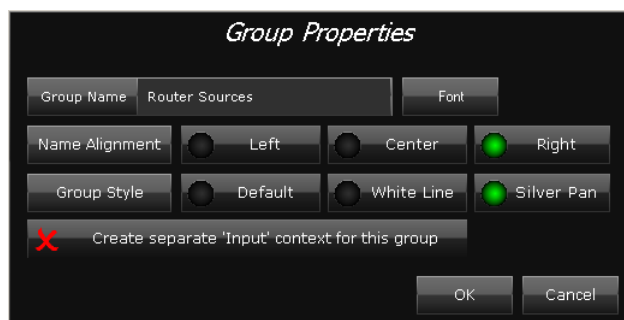 Group Properties
Group Name Router Sources Font
Name Alignment Left Center Right
Group Style Default White Line Silver Pan
Create separate 'Input' context for this group
OK Cancel